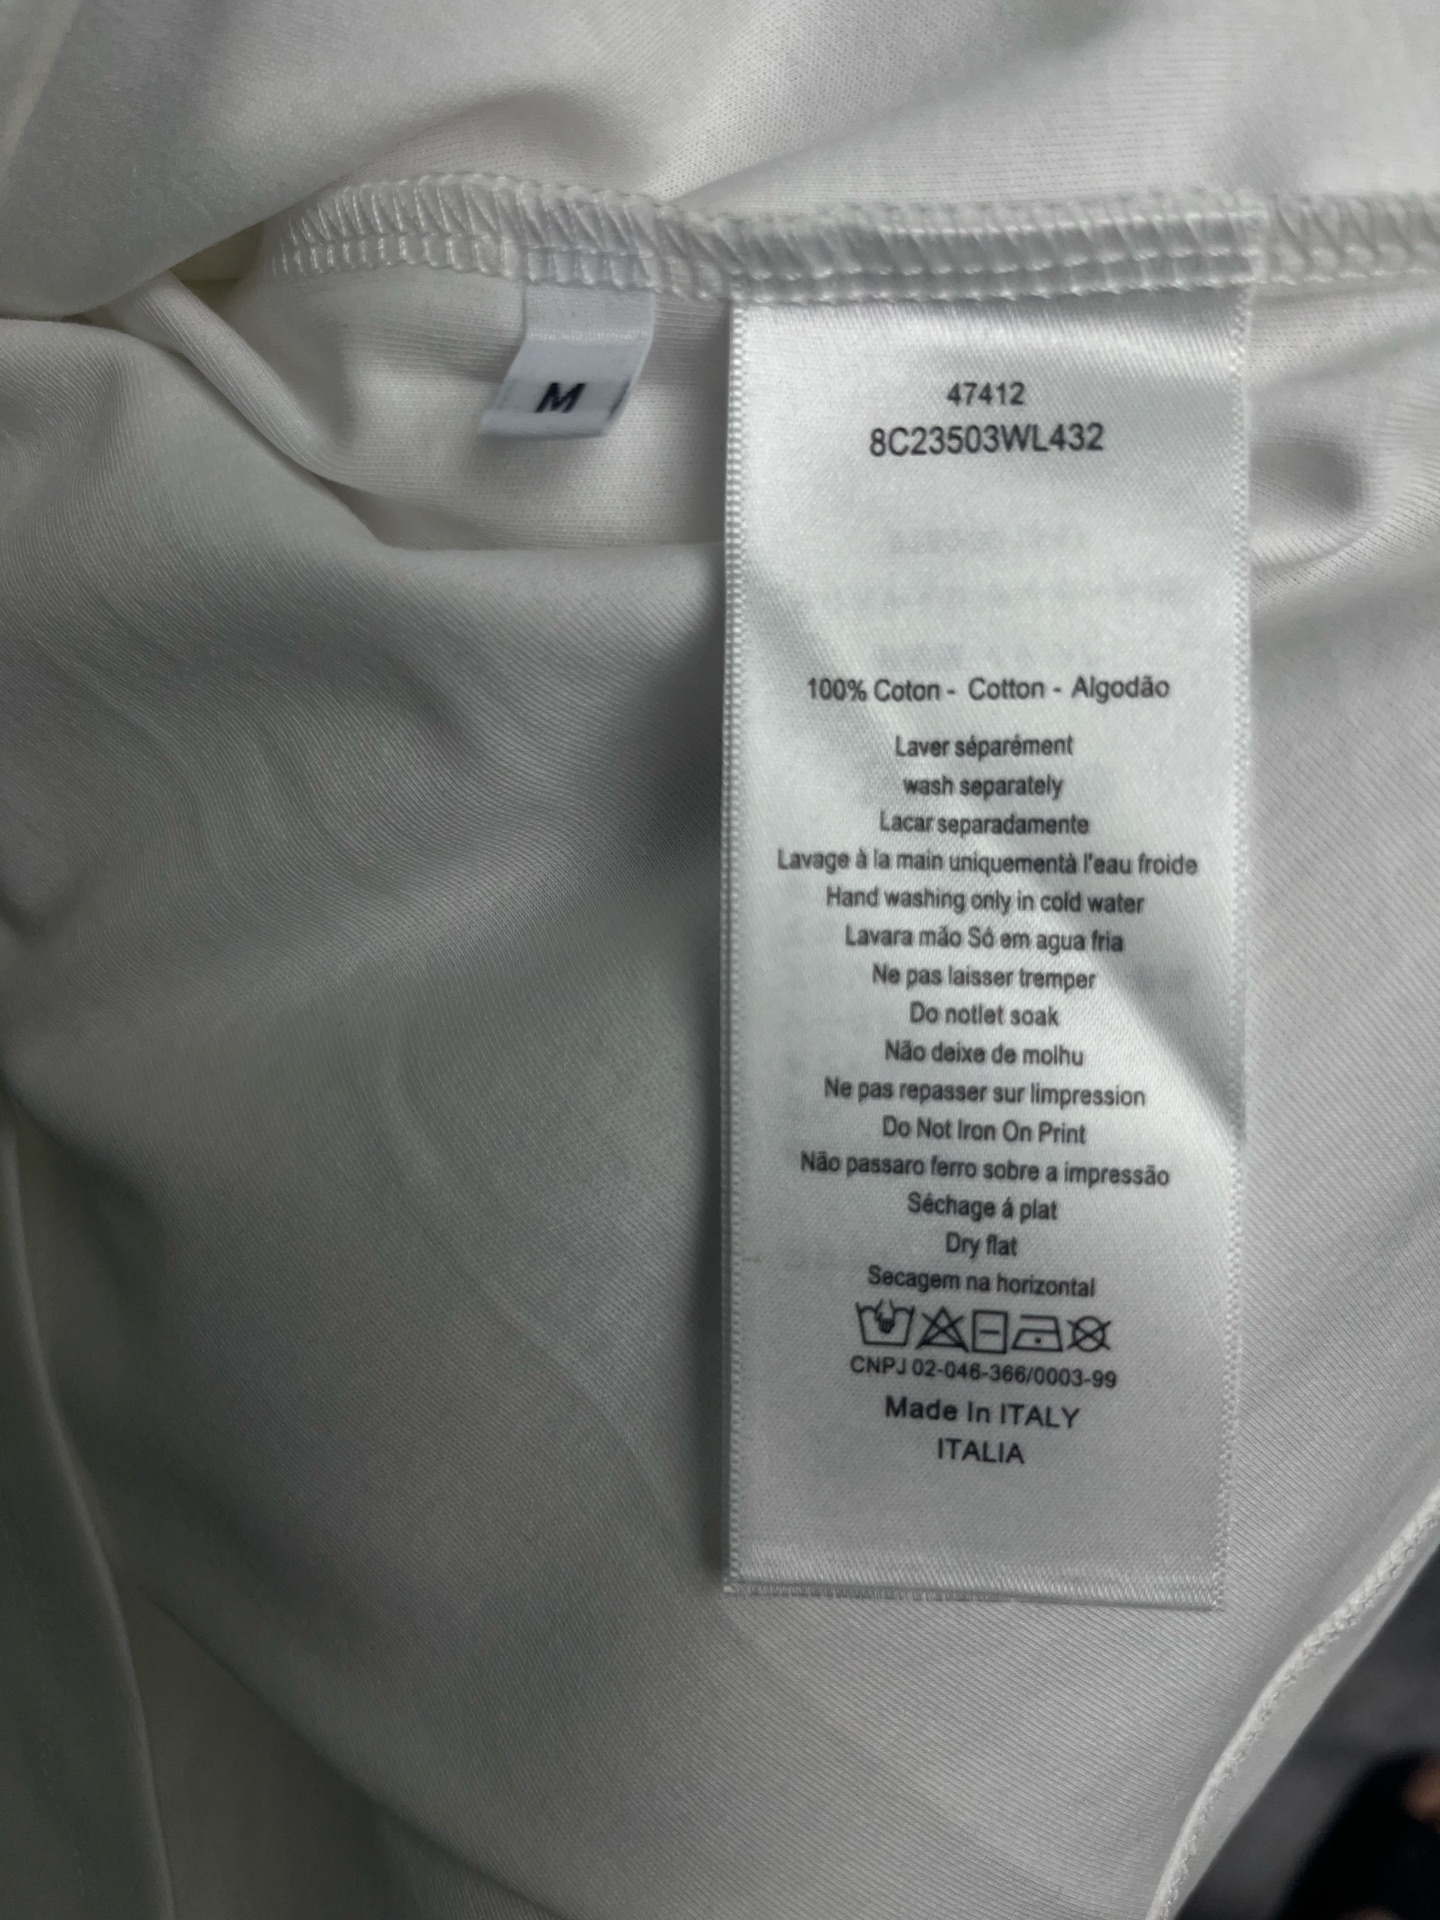 M
47412
8C23503WL432
100% Coton - Cotton - Algodão
Laver séparément
wash separately
Lacar separadamente
Lavage à la main uniquementà l'eau froide
Hand washing only in cold water
Lavara mão Só em agua fria
Ne pas laisser tremper
Do notlet soak
Não deixe de molhu
Ne pas repasser sur limpression
Do Not Iron On Print
Não passaro ferro sobre a impressão
Séchage á plat
Dry flat
Secagem na horizontal
CNPJ 02-046-366/0003-99
Made In ITALY
ITALIA